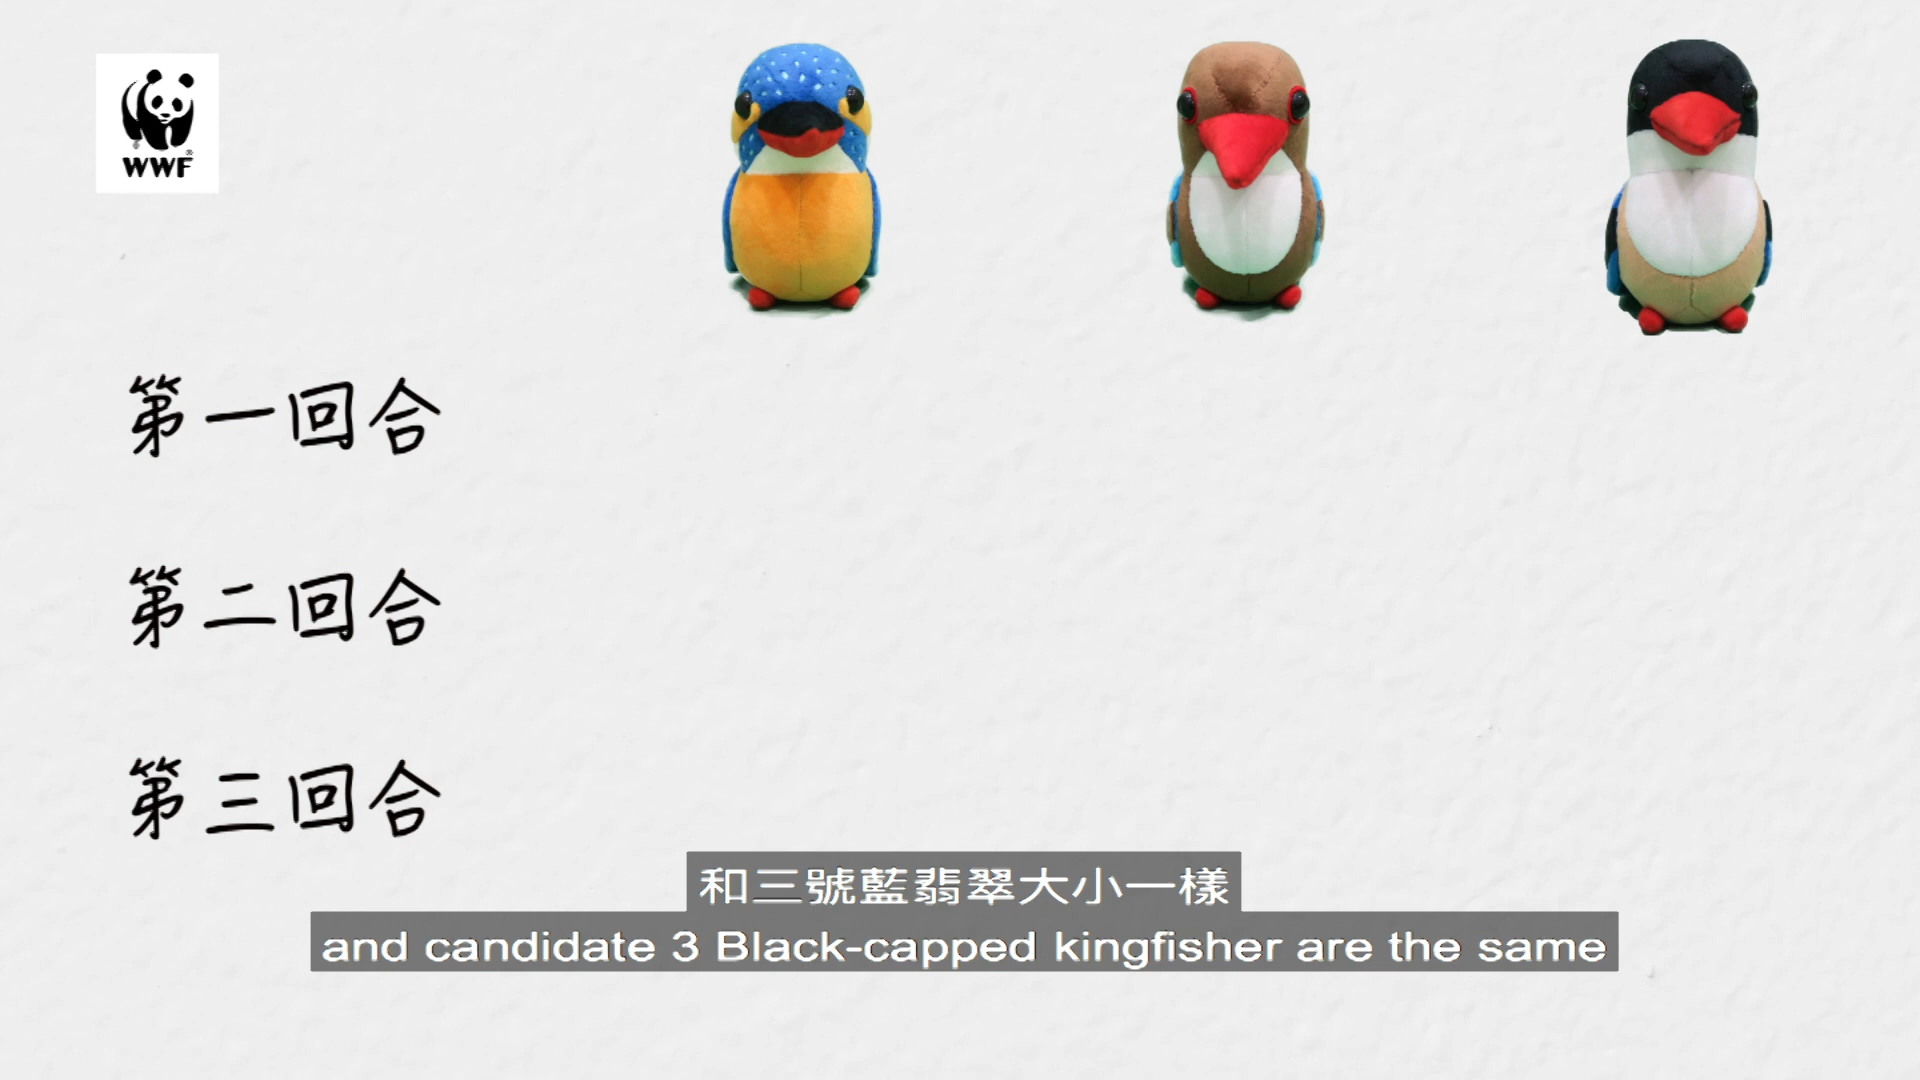 WWF
®
第一回合
第二回合
第三回合
和三號藍翡翠大小一樣
and candidate 3 Black-capped kingfisher are the same